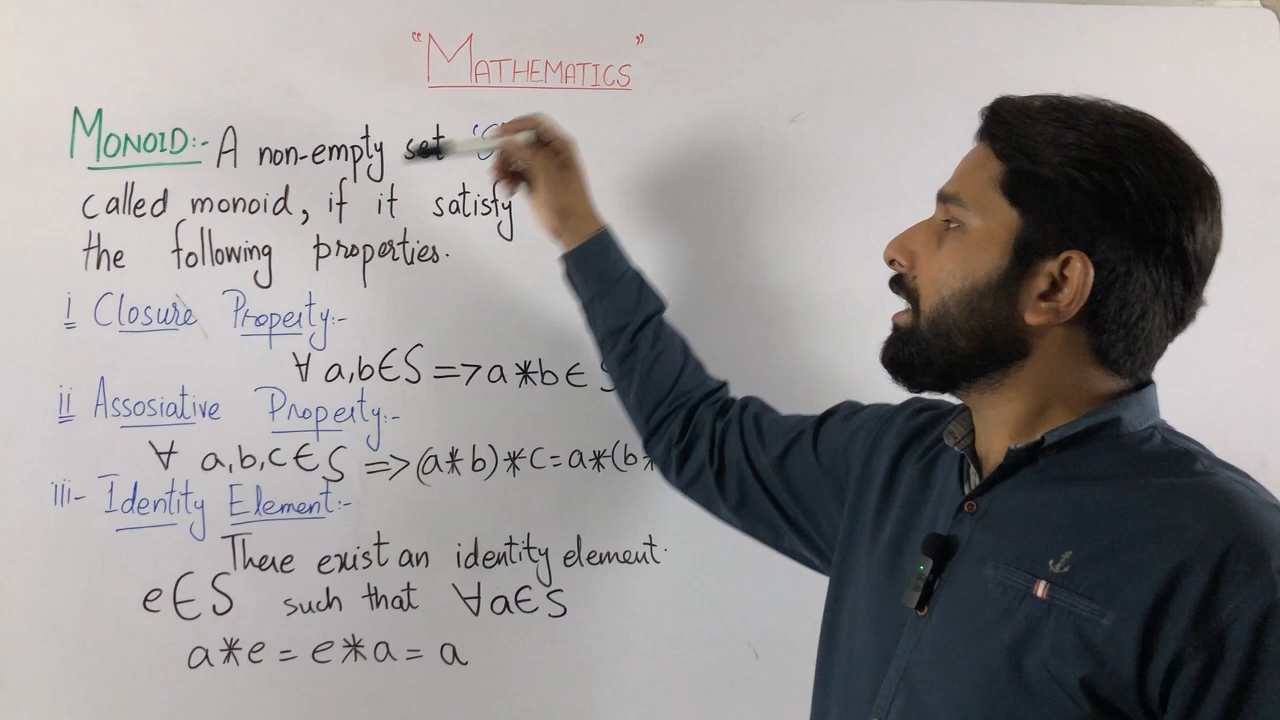 "MATHEMATICS"
MONOID:- A non-empty set 'S'
called monoid, if it satisfy
the following properties.
i Closure Property:-
∀ a,b∈S => a*b ∈ S
ii Assosiative Property:-
∀ a,b,c ∈ S => (a*b)*c=a*(b*
iii- Identity Element:-
There exist an identity element.
e∈S such that ∀a∈S
a*e = e*a = a